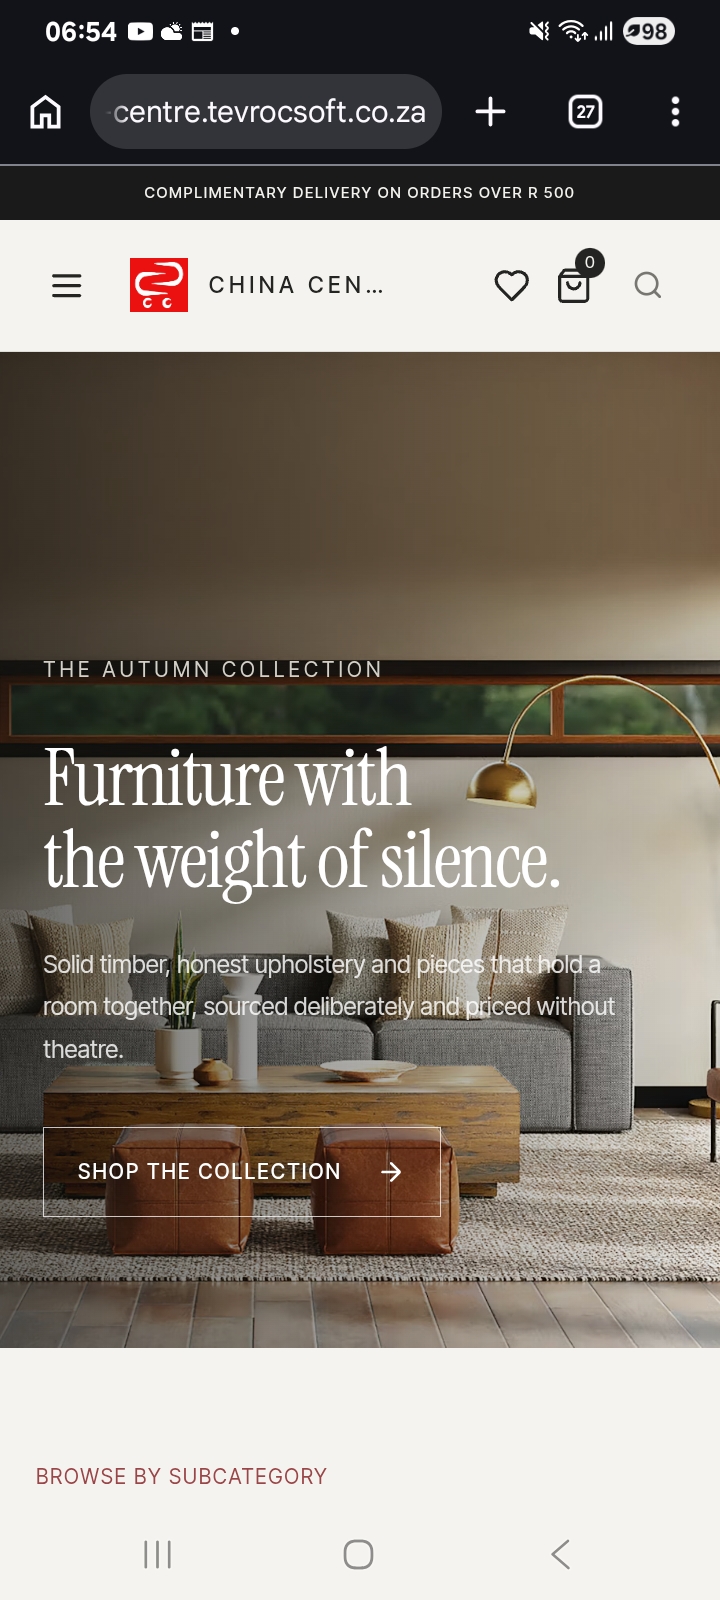 06:54
98
centre.tevrocsoft.co.za
27
COMPLIMENTARY DELIVERY ON ORDERS OVER R 500
CHINA CEN...
0
THE AUTUMN COLLECTION
Furniture with
the weight of silence.
Solid timber, honest upholstery and pieces that hold a
room together, sourced deliberately and priced without
theatre.
SHOP THE COLLECTION
BROWSE BY SUBCATEGORY